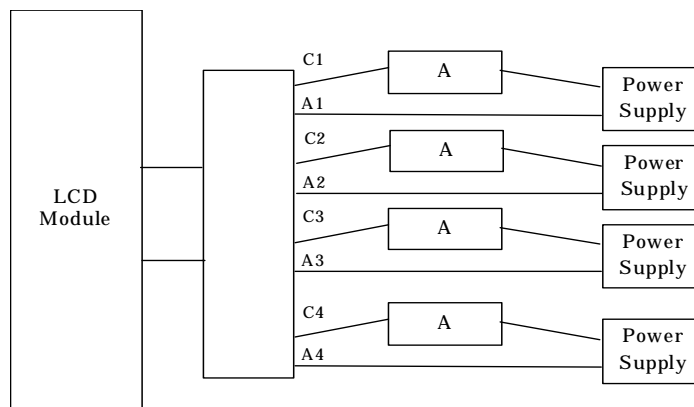 LCD
Module
C1
A
Power
Supply
A1
C2
A
Power
Supply
A2
C3
A
Power
Supply
A3
C4
A
Power
Supply
A4